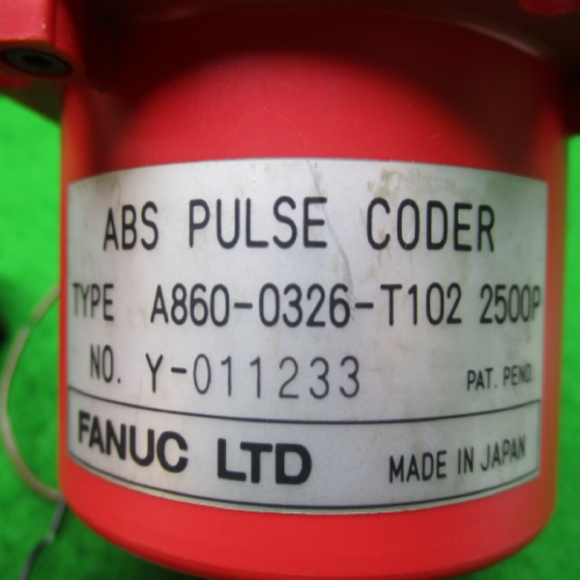 ABS PULSE CODER
TYPE A860-0326-T102 2500P
NO. Y-011233 PAT. PEND.
FANUC LTD MADE IN JAPAN